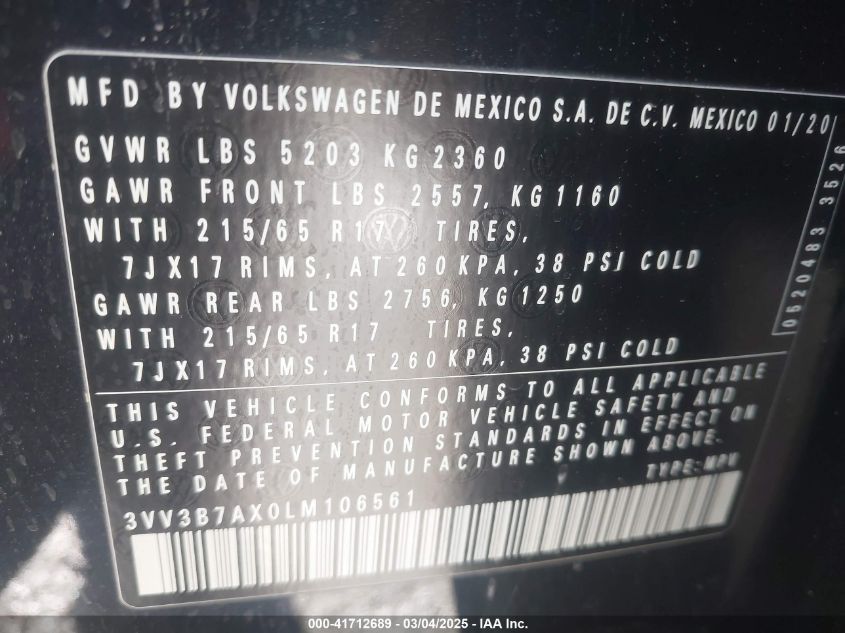 MFD BY VOLKSWAGEN DE MEXICO S.A. DE C.V. MEXICO 01/20
GVWR LBS 5203 KG 2360
GAWR FRONT LBS 2557, KG 1160
WITH 215/65 R17 TIRES,
7JX17 RIMS, AT 260 KPA, 38 PSI COLD
GAWR REAR LBS 2756, KG 1250
WITH 215/65 R17 TIRES,
7JX17 RIMS, AT 260 KPA, 38 PSI COLD
0520483 3526
THIS VEHICLE CONFORMS TO ALL APPLICABLE
U.S. FEDERAL MOTOR VEHICLE SAFETY AND
THEFT PREVENTION STANDARDS IN EFFECT ON
THE DATE OF MANUFACTURE SHOWN ABOVE.
TYPE: MPV
3VV3B7AX0LM106561
000-41712689 - 03/04/2025 - IAA Inc.